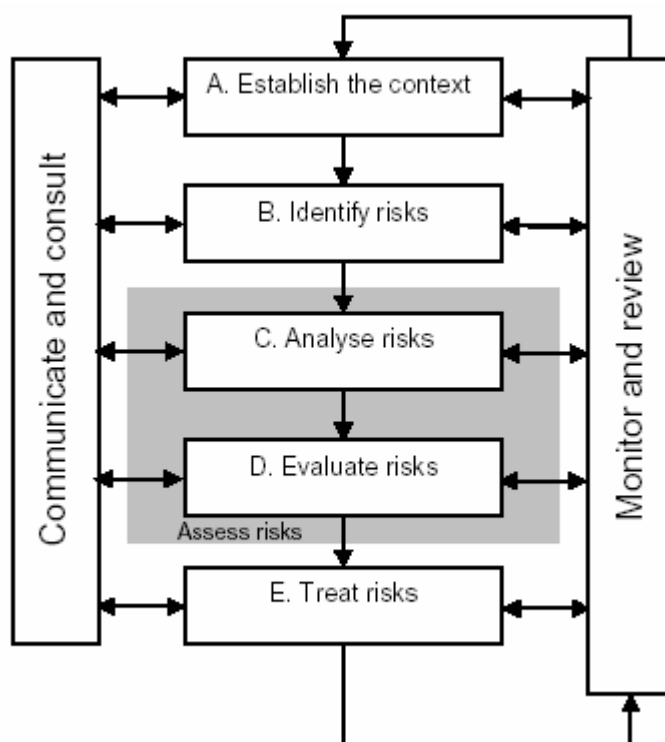 A. Establish the context
B. Identify risks
C. Analyse risks
D. Evaluate risks
Assess risks
E. Treat risks
Communicate and consult
Monitor and review